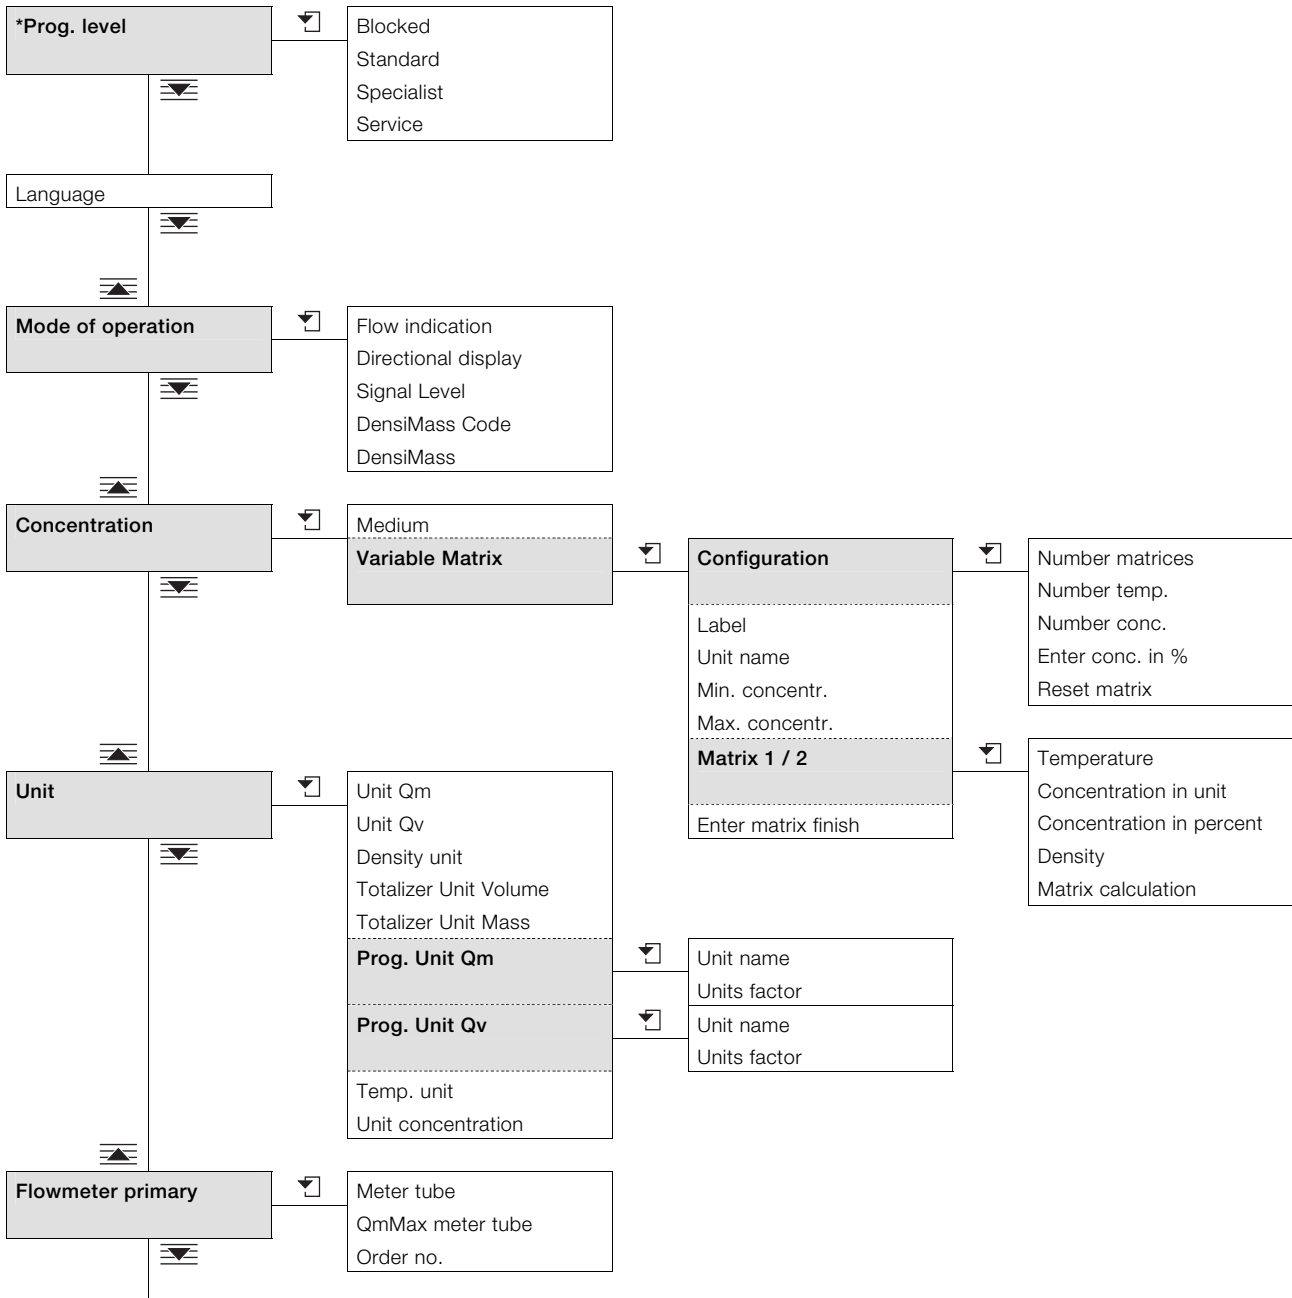 *Prog. level
Blocked
Standard
Specialist
Service
Language
Mode of operation
Flow indication
Directional display
Signal Level
DensiMass Code
DensiMass
Concentration
Medium
Variable Matrix
Configuration
Number matrices
Number temp.
Number conc.
Enter conc. in %
Reset matrix
Label
Unit name
Min. concentr.
Max. concentr.
Matrix 1 / 2
Temperature
Concentration in unit
Concentration in percent
Density
Matrix calculation
Enter matrix finish
Unit
Unit Qm
Unit Qv
Density unit
Totalizer Unit Volume
Totalizer Unit Mass
Prog. Unit Qm
Unit name
Units factor
Prog. Unit Qv
Unit name
Units factor
Temp. unit
Unit concentration
Flowmeter primary
Meter tube
QmMax meter tube
Order no.